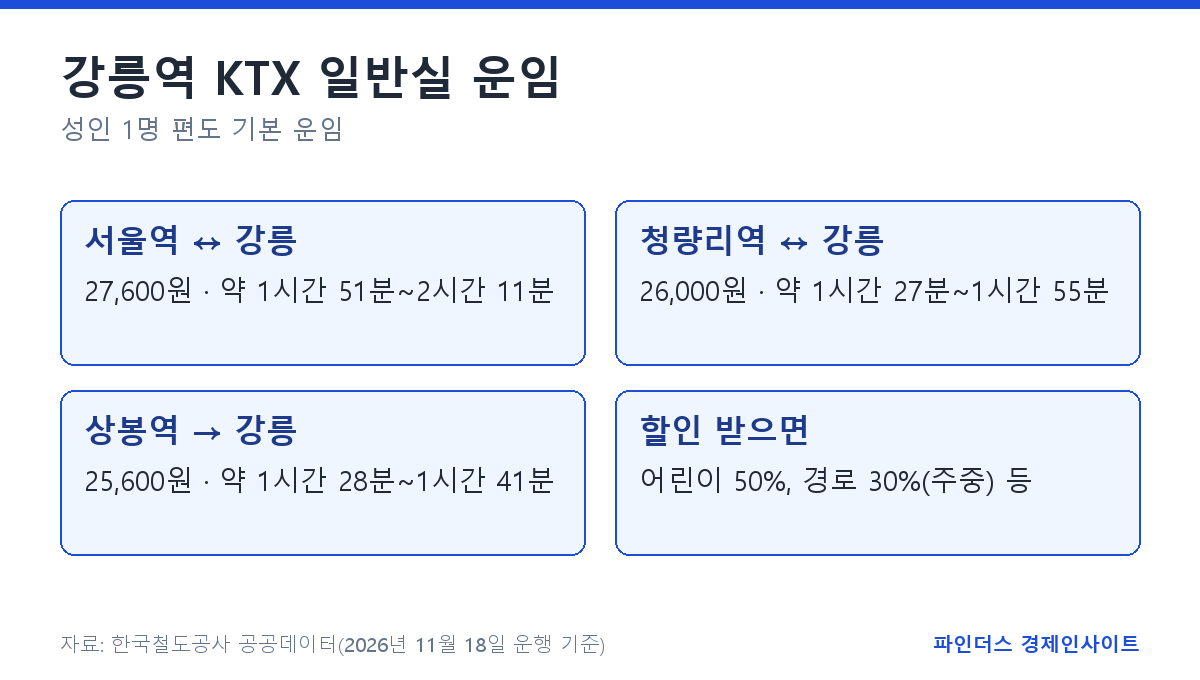 강릉역 KTX 일반실 운임
성인 1명 편도 기본 운임
서울역 ↔ 강릉
27,600원 · 약 1시간 51분~2시간 11분
청량리역 ↔ 강릉
26,000원 · 약 1시간 27분~1시간 55분
상봉역 → 강릉
25,600원 · 약 1시간 28분~1시간 41분
할인 받으면
어린이 50%, 경로 30%(주중) 등
자료: 한국철도공사 공공데이터(2026년 11월 18일 운행 기준)
파인더스 경제인사이트